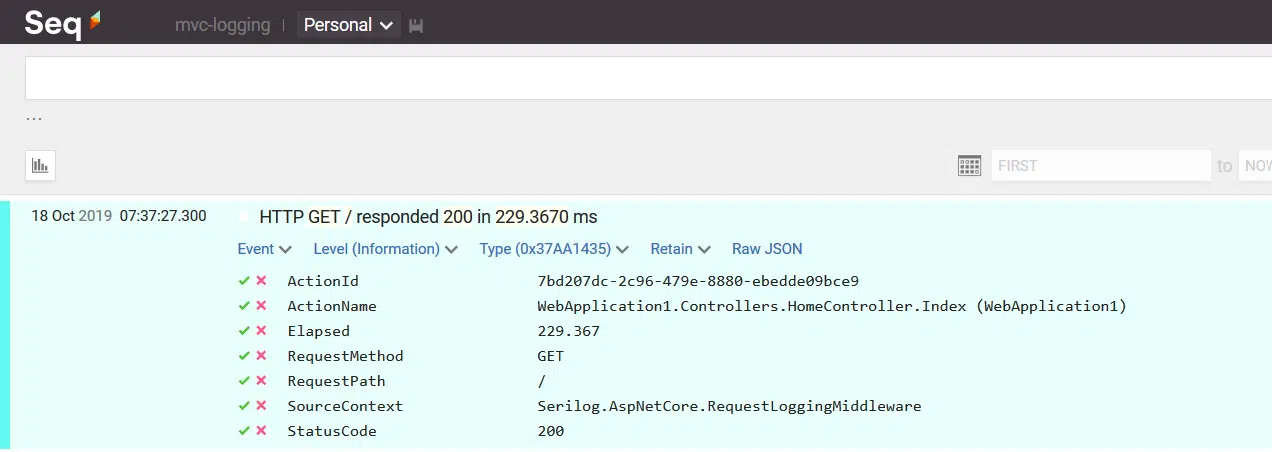 Seq mvc-logging Personal
...
FIRST to NOW
18 Oct 2019 07:37:27.300 HTTP GET / responded 200 in 229.3670 ms
Event Level (Information) Type (0x37AA1435) Retain Raw JSON
ActionId 7bd207dc-2c96-479e-8880-ebedde09bce9
ActionName WebApplication1.Controllers.HomeController.Index (WebApplication1)
Elapsed 229.367
RequestMethod GET
RequestPath /
SourceContext Serilog.AspNetCore.RequestLoggingMiddleware
StatusCode 200